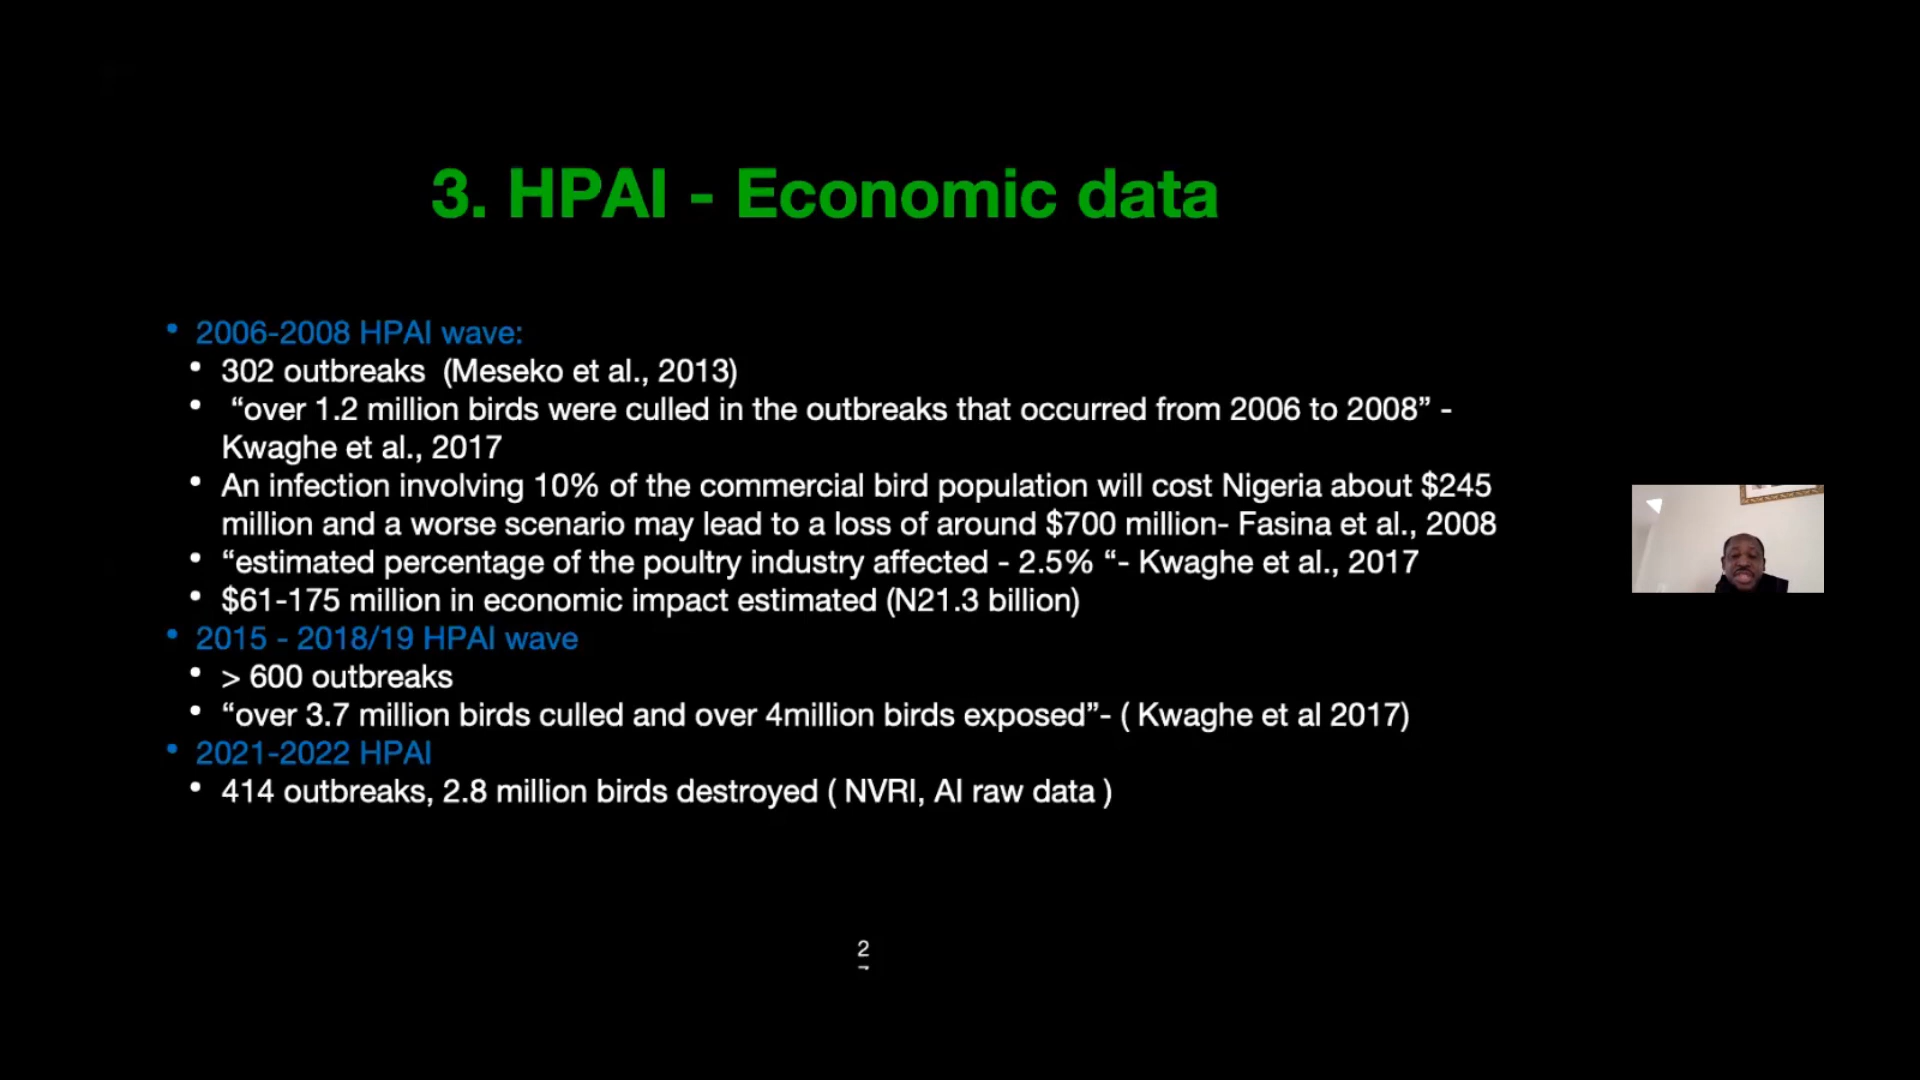 3. HPAI - Economic data
• 2006-2008 HPAI wave:
• 302 outbreaks (Meseko et al., 2013)
• “over 1.2 million birds were culled in the outbreaks that occurred from 2006 to 2008” -
Kwaghe et al., 2017
• An infection involving 10% of the commercial bird population will cost Nigeria about $245
million and a worse scenario may lead to a loss of around $700 million- Fasina et al., 2008
• “estimated percentage of the poultry industry affected - 2.5% “- Kwaghe et al., 2017
• $61-175 million in economic impact estimated (N21.3 billion)
• 2015 - 2018/19 HPAI wave
• > 600 outbreaks
• “over 3.7 million birds culled and over 4million birds exposed”- ( Kwaghe et al 2017)
• 2021-2022 HPAI
• 414 outbreaks, 2.8 million birds destroyed ( NVRI, AI raw data )
2